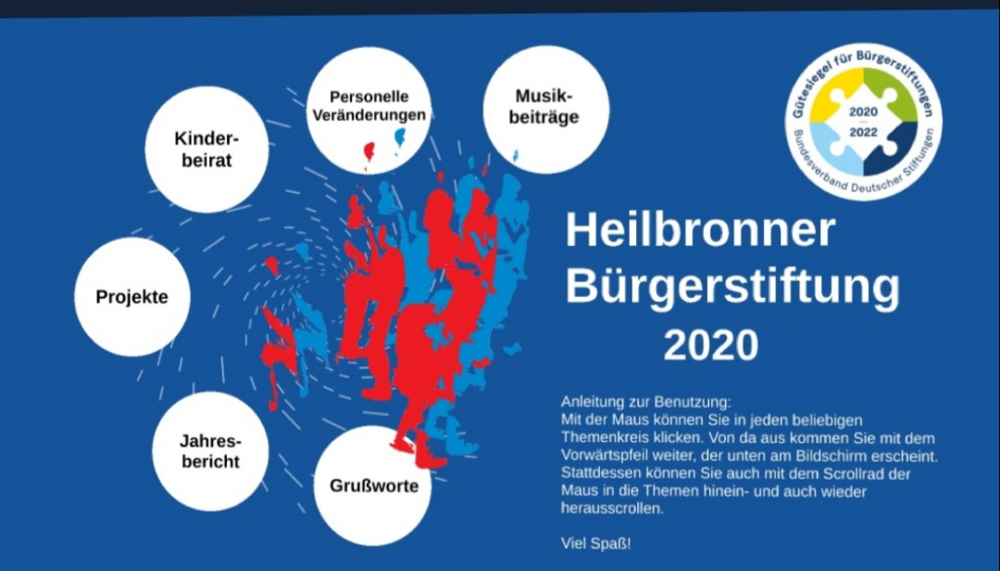 Personelle
Veränderungen
Musik-
beiträge
Kinder-
beirat
Projekte
Jahres-
bericht
Grußworte
Gütesiegel für Bürgerstiftungen
2020
2022
Bundesverband Deutscher Stiftungen
Heilbronner
Bürgerstiftung
2020
Anleitung zur Benutzung:
Mit der Maus können Sie in jeden beliebigen
Themenkreis klicken. Von da aus kommen Sie mit dem
Vorwärtspfeil weiter, der unten am Bildschirm erscheint.
Stattdessen können Sie auch mit dem Scrollrad der
Maus in die Themen hinein- und auch wieder
herausscrollen.
Viel Spaß!